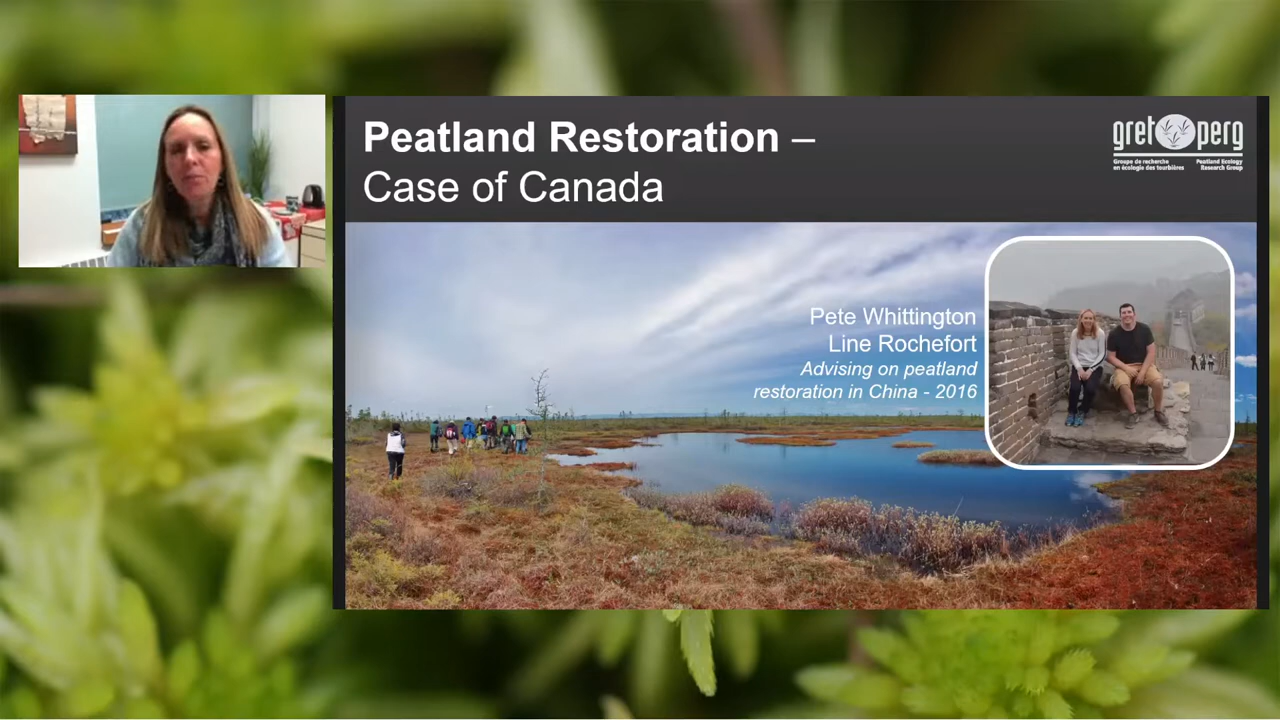 Peatland Restoration –
Case of Canada
gret perg
Groupe de recherche
en écologie des tourbières
Peatland Ecology
Research Group
Pete Whittington
Line Rochefort
Advising on peatland
restoration in China - 2016